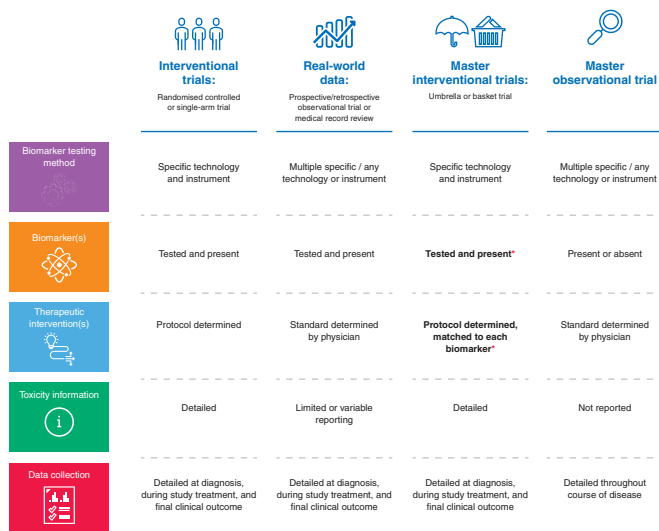 Interventional
trials:
Randomised controlled
or single-arm trial
Real-world
data:
Prospective/retrospective
observational trial or
medical record review
Master
interventional trials:
Umbrella or basket trial
Master
observational trial
Biomarker testing
method
Specific technology
and instrument
Multiple specific / any
technology or instrument
Specific technology
and instrument
Multiple specific / any
technology or instrument
Biomarker(s)
Tested and present
Tested and present
Tested and present*
Present or absent
Therapeutic
intervention(s)
Protocol determined
Standard determined
by physician
Protocol determined,
matched to each
biomarker*
Standard determined
by physician
Toxicity information
i
Detailed
Limited or variable
reporting
Detailed
Not reported
Data collection
Detailed at diagnosis,
during study treatment, and
final clinical outcome
Detailed at diagnosis,
during study treatment, and
final clinical outcome
Detailed at diagnosis,
during study treatment, and
final clinical outcome
Detailed throughout
course of disease